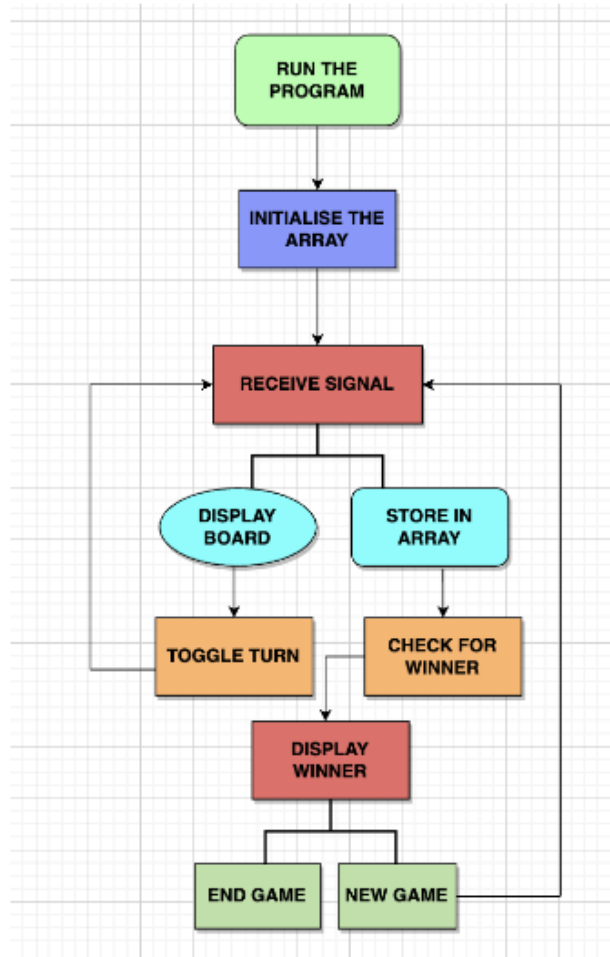 RUN THE
PROGRAM
INITIALISE THE
ARRAY
RECEIVE SIGNAL
DISPLAY
BOARD
STORE IN
ARRAY
TOGGLE TURN
CHECK FOR
WINNER
DISPLAY
WINNER
END GAME
NEW GAME